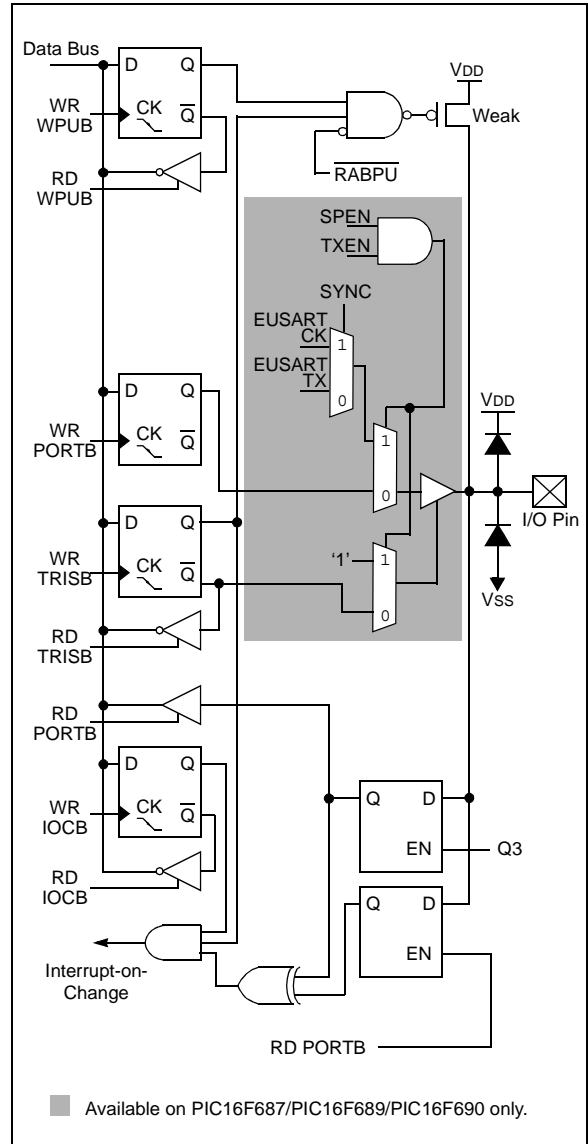 Data Bus
D Q
CK Q
WR
WPUB
RD
WPUB
VDD
Weak
RABPU
SPEN
TXEN
SYNC
EUSART
CK
EUSART
TX
1
0
D Q
CK Q
WR
PORTB
1
0
VDD
I/O Pin
VSS
D Q
CK Q
WR
TRISB
'1'
1
0
RD
TRISB
RD
PORTB
D Q
CK Q
WR
IOCB
RD
IOCB
Q D
EN
Q3
Q D
EN
Interrupt-on-
Change
RD PORTB
Available on PIC16F687/PIC16F689/PIC16F690 only.